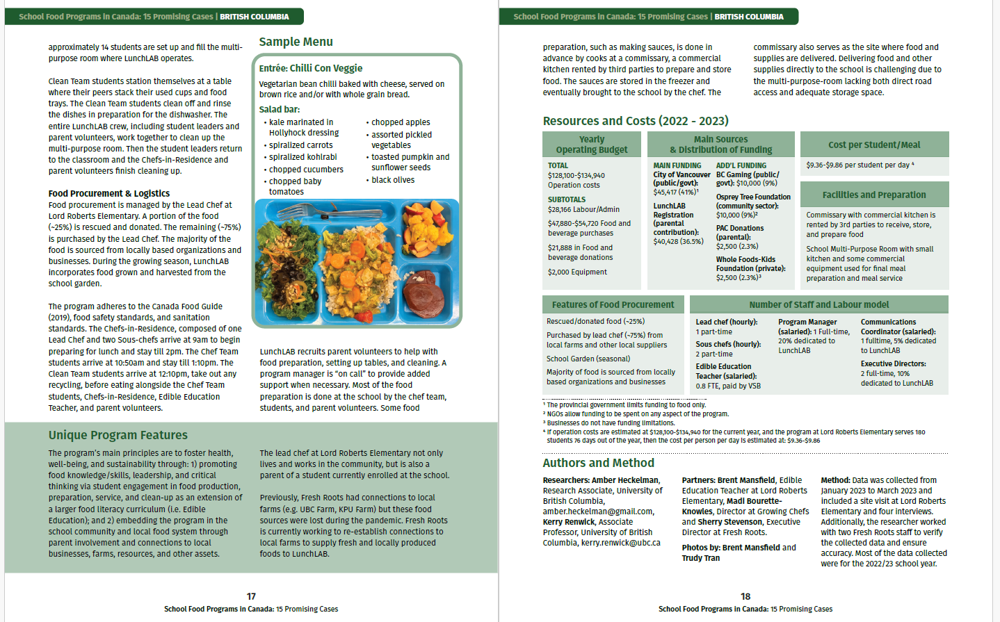 School Food Programs in Canada: 15 Promising Cases | BRITISH COLUMBIA
approximately 14 students are set up and fill the multi-
purpose room where LunchLAB operates.
Clean Team students station themselves at a table
where their peers stack their used cups and food
trays. The Clean Team students clean off and rinse
the dishes in preparation for the dishwasher. The
entire LunchLAB crew, including student leaders and
parent volunteers, work together to clean up the
multi-purpose room. Then the student leaders return
to the classroom and the Chefs-in-Residence and
parent volunteers finish cleaning up.
Food Procurement & Logistics
Food procurement is managed by the Lead Chef at
Lord Roberts Elementary. A portion of the food
(~25%) is rescued and donated. The remaining (~75%)
is purchased by the Lead Chef. The majority of the
food is sourced from locally based organizations and
businesses. During the growing season, LunchLAB
incorporates food grown and harvested from the
school garden.
The program adheres to the Canada Food Guide
(2019), food safety standards, and sanitation
standards. The Chefs-in-Residence, composed of one
Lead Chef and two Sous-chefs arrive at 9am to begin
preparing for lunch and stay till 2pm. The Chef Team
students arrive at 10:50am and stay till 1:10pm. The
Clean Team students arrive at 12:10pm, take out any
recycling, before eating alongside the Chef Team
students, Chefs-in-Residence, Edible Education
Teacher, and parent volunteers.
Sample Menu
Entrée: Chilli Con Veggie
Vegetarian bean chilli baked with cheese, served on
brown rice and/or with whole grain bread.
Salad bar:
• kale marinated in
Hollyhock dressing
• spiralized carrots
• spiralized kohlrabi
• chopped cucumbers
• chopped baby
tomatoes
• chopped apples
• assorted pickled
vegetables
• toasted pumpkin and
sunflower seeds
• black olives
LunchLAB recruits parent volunteers to help with
food preparation, setting up tables, and cleaning. A
program manager is “on call” to provide added
support when necessary. Most of the food
preparation is done at the school by the chef team,
students, and parent volunteers. Some food
Unique Program Features
The program’s main principles are to foster health,
well-being, and sustainability through: 1) promoting
food knowledge/skills, leadership, and critical
thinking via student engagement in food production,
preparation, service, and clean-up as an extension of
a larger food literacy curriculum (i.e. Edible
Education); and 2) embedding the program in the
school community and local food system through
parent involvement and connections to local
businesses, farms, resources, and other assets.
The lead chef at Lord Roberts Elementary not only
lives and works in the community, but is also a
parent of a student currently enrolled at the school.
Previously, Fresh Roots had connections to local
farms (e.g. UBC Farm, KPU Farm) but these food
sources were lost during the pandemic. Fresh Roots
is currently working to re-establish connections to
local farms to supply fresh and locally produced
foods to LunchLAB.
17
School Food Programs in Canada: 15 Promising Cases
School Food Programs in Canada: 15 Promising Cases | BRITISH COLUMBIA
preparation, such as making sauces, is done in
advance by cooks at a commissary, a commercial
kitchen rented by third parties to prepare and store
food. The sauces are stored in the freezer and
eventually brought to the school by the chef. The
commissary also serves as the site where food and
supplies are delivered. Delivering food and other
supplies directly to the school is challenging due to
the multi-purpose-room lacking both direct road
access and adequate storage space.
Resources and Costs (2022 - 2023)
Yearly
Operating Budget
TOTAL
$128,100-$134,940
Operation costs
SUBTOTALS
$28,166 Labour/Admin
$47,880-$54,720 Food and
beverage purchases
$21,888 in Food and
beverage donations
$2,000 Equipment
Main Sources
& Distribution of Funding
MAIN FUNDING
City of Vancouver
(public/govt):
$45,417 (41%)¹
LunchLAB
Registration
(parental
contribution):
$40,428 (36.5%)
ADD'L FUNDING
BC Gaming (public/
govt): $10,000 (9%)
Osprey Tree Foundation
(community sector):
$10,000 (9%)²
PAC Donations
(parental):
$2,500 (2.3%)
Whole Foods-Kids
Foundation (private):
$2,500 (2.3%)³
Cost per Student/Meal
$9.36-$9.86 per student per day ⁴
Facilities and Preparation
Commissary with commercial kitchen is
rented by 3rd parties to receive, store,
and prepare food
School Multi-Purpose Room with small
kitchen and some commercial
equipment used for final meal
preparation and meal service
Features of Food Procurement
Rescued/donated food (~25%)
Purchased by lead chef (~75%) from
local farms and other local suppliers
School Garden (seasonal)
Majority of food is sourced from locally
based organizations and businesses
Number of Staff and Labour model
Lead chef (hourly):
1 part-time
Sous chefs (hourly):
2 part-time
Edible Education
Teacher (salaried):
0.8 FTE, paid by VSB
Program Manager
(salaried): 1 Full-time,
20% dedicated to
LunchLAB
Communications
Coordinator (salaried):
1 fulltime, 5% dedicated
to LunchLAB
Executive Directors:
2 full-time, 10%
dedicated to LunchLAB
¹ The provincial government limits funding to food only.
² NGOs allow funding to be spent on any aspect of the program.
³ Businesses do not have funding limitations.
⁴ If operation costs are estimated at $128,100-$134,940 for the current year, and the program at Lord Roberts Elementary serves 180
students 76 days out of the year, then the cost per person per day is estimated at: $9.36-$9.86
Authors and Method
Researchers: Amber Heckelman,
Research Associate, University of
British Columbia,
amber.heckelman@gmail.com,
Kerry Renwick, Associate
Professor, University of British
Columbia, kerry.renwick@ubc.ca
Partners: Brent Mansfield, Edible
Education Teacher at Lord Roberts
Elementary, Madi Bourette-
Knowles, Director at Growing Chefs
and Sherry Stevenson, Executive
Director at Fresh Roots.
Photos by: Brent Mansfield and
Trudy Tran
Method: Data was collected from
January 2023 to March 2023 and
included a site visit at Lord Roberts
Elementary and four interviews.
Additionally, the researcher worked
with two Fresh Roots staff to verify
the collected data and ensure
accuracy. Most of the data collected
were for the 2022/23 school year.
18
School Food Programs in Canada: 15 Promising Cases